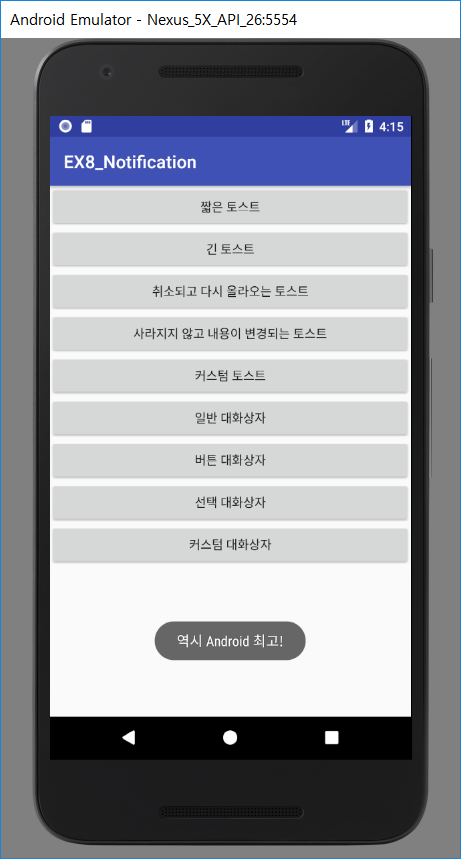 Android Emulator - Nexus_5X_API_26:5554
LTE 4:15
EX8_Notification
짧은 토스트
긴 토스트
취소되고 다시 올라오는 토스트
사라지지 않고 내용이 변경되는 토스트
커스텀 토스트
일반 대화상자
버튼 대화상자
선택 대화상자
커스텀 대화상자
역시 Android 최고!